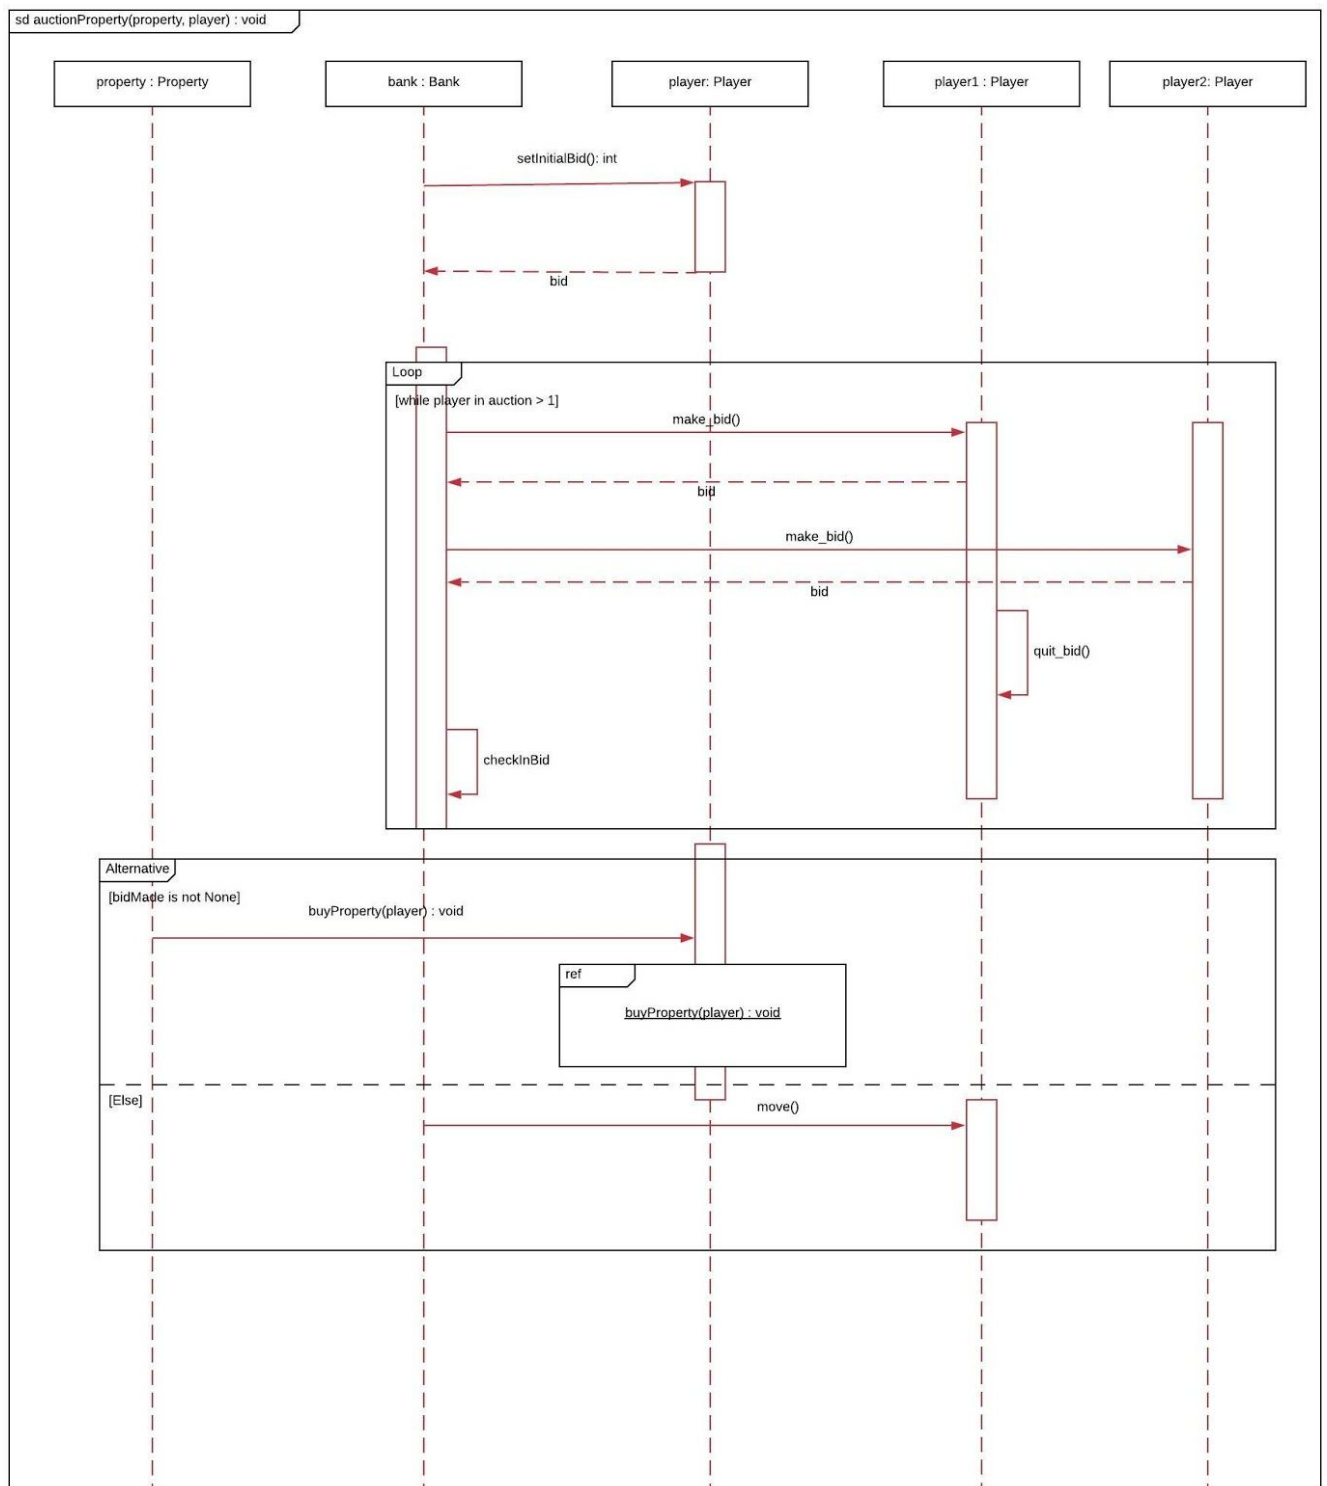 sd auctionProperty(property, player) : void
property : Property
bank : Bank
player: Player
player1 : Player
player2: Player
setInitialBid(): int
bid
Loop
[while player in auction > 1]
make_bid()
bid
make_bid()
bid
quit_bid()
checkInBid
Alternative
[bidMade is not None]
buyProperty(player) : void
ref
buyProperty(player) : void
[Else]
move()